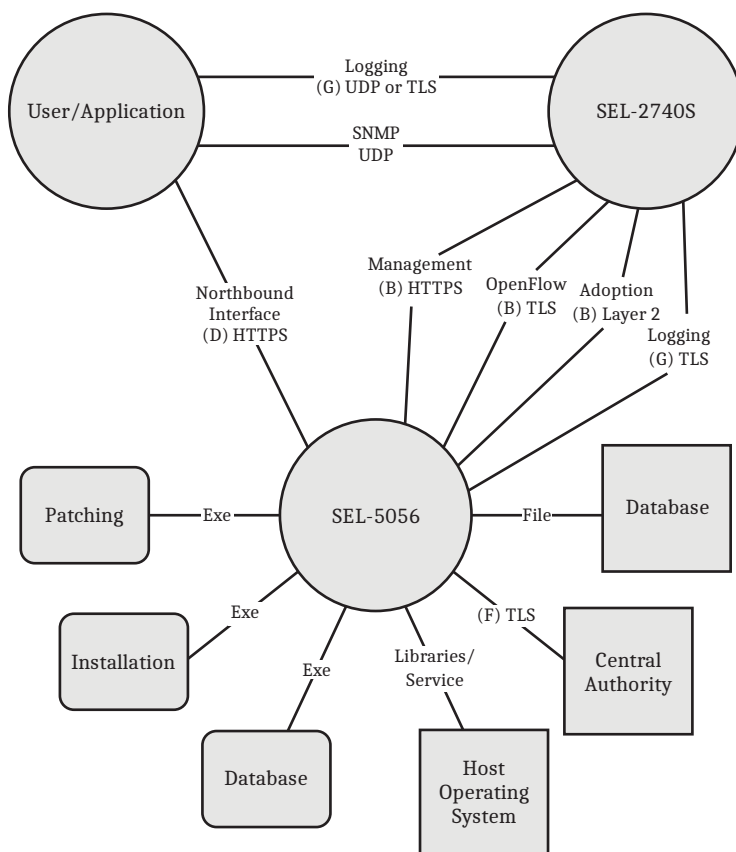 Logging
(G) UDP or TLS
User/Application
SEL-2740S
SNMP
UDP
Management
(B) HTTPS
OpenFlow
(B) TLS
Adoption
(B) Layer 2
Northbound
Interface
(D) HTTPS
Logging
(G) TLS
Patching
Exe
SEL-5056
File
Database
Exe
(F) TLS
Installation
Libraries/
Service
Central
Authority
Exe
Database
Host
Operating
System